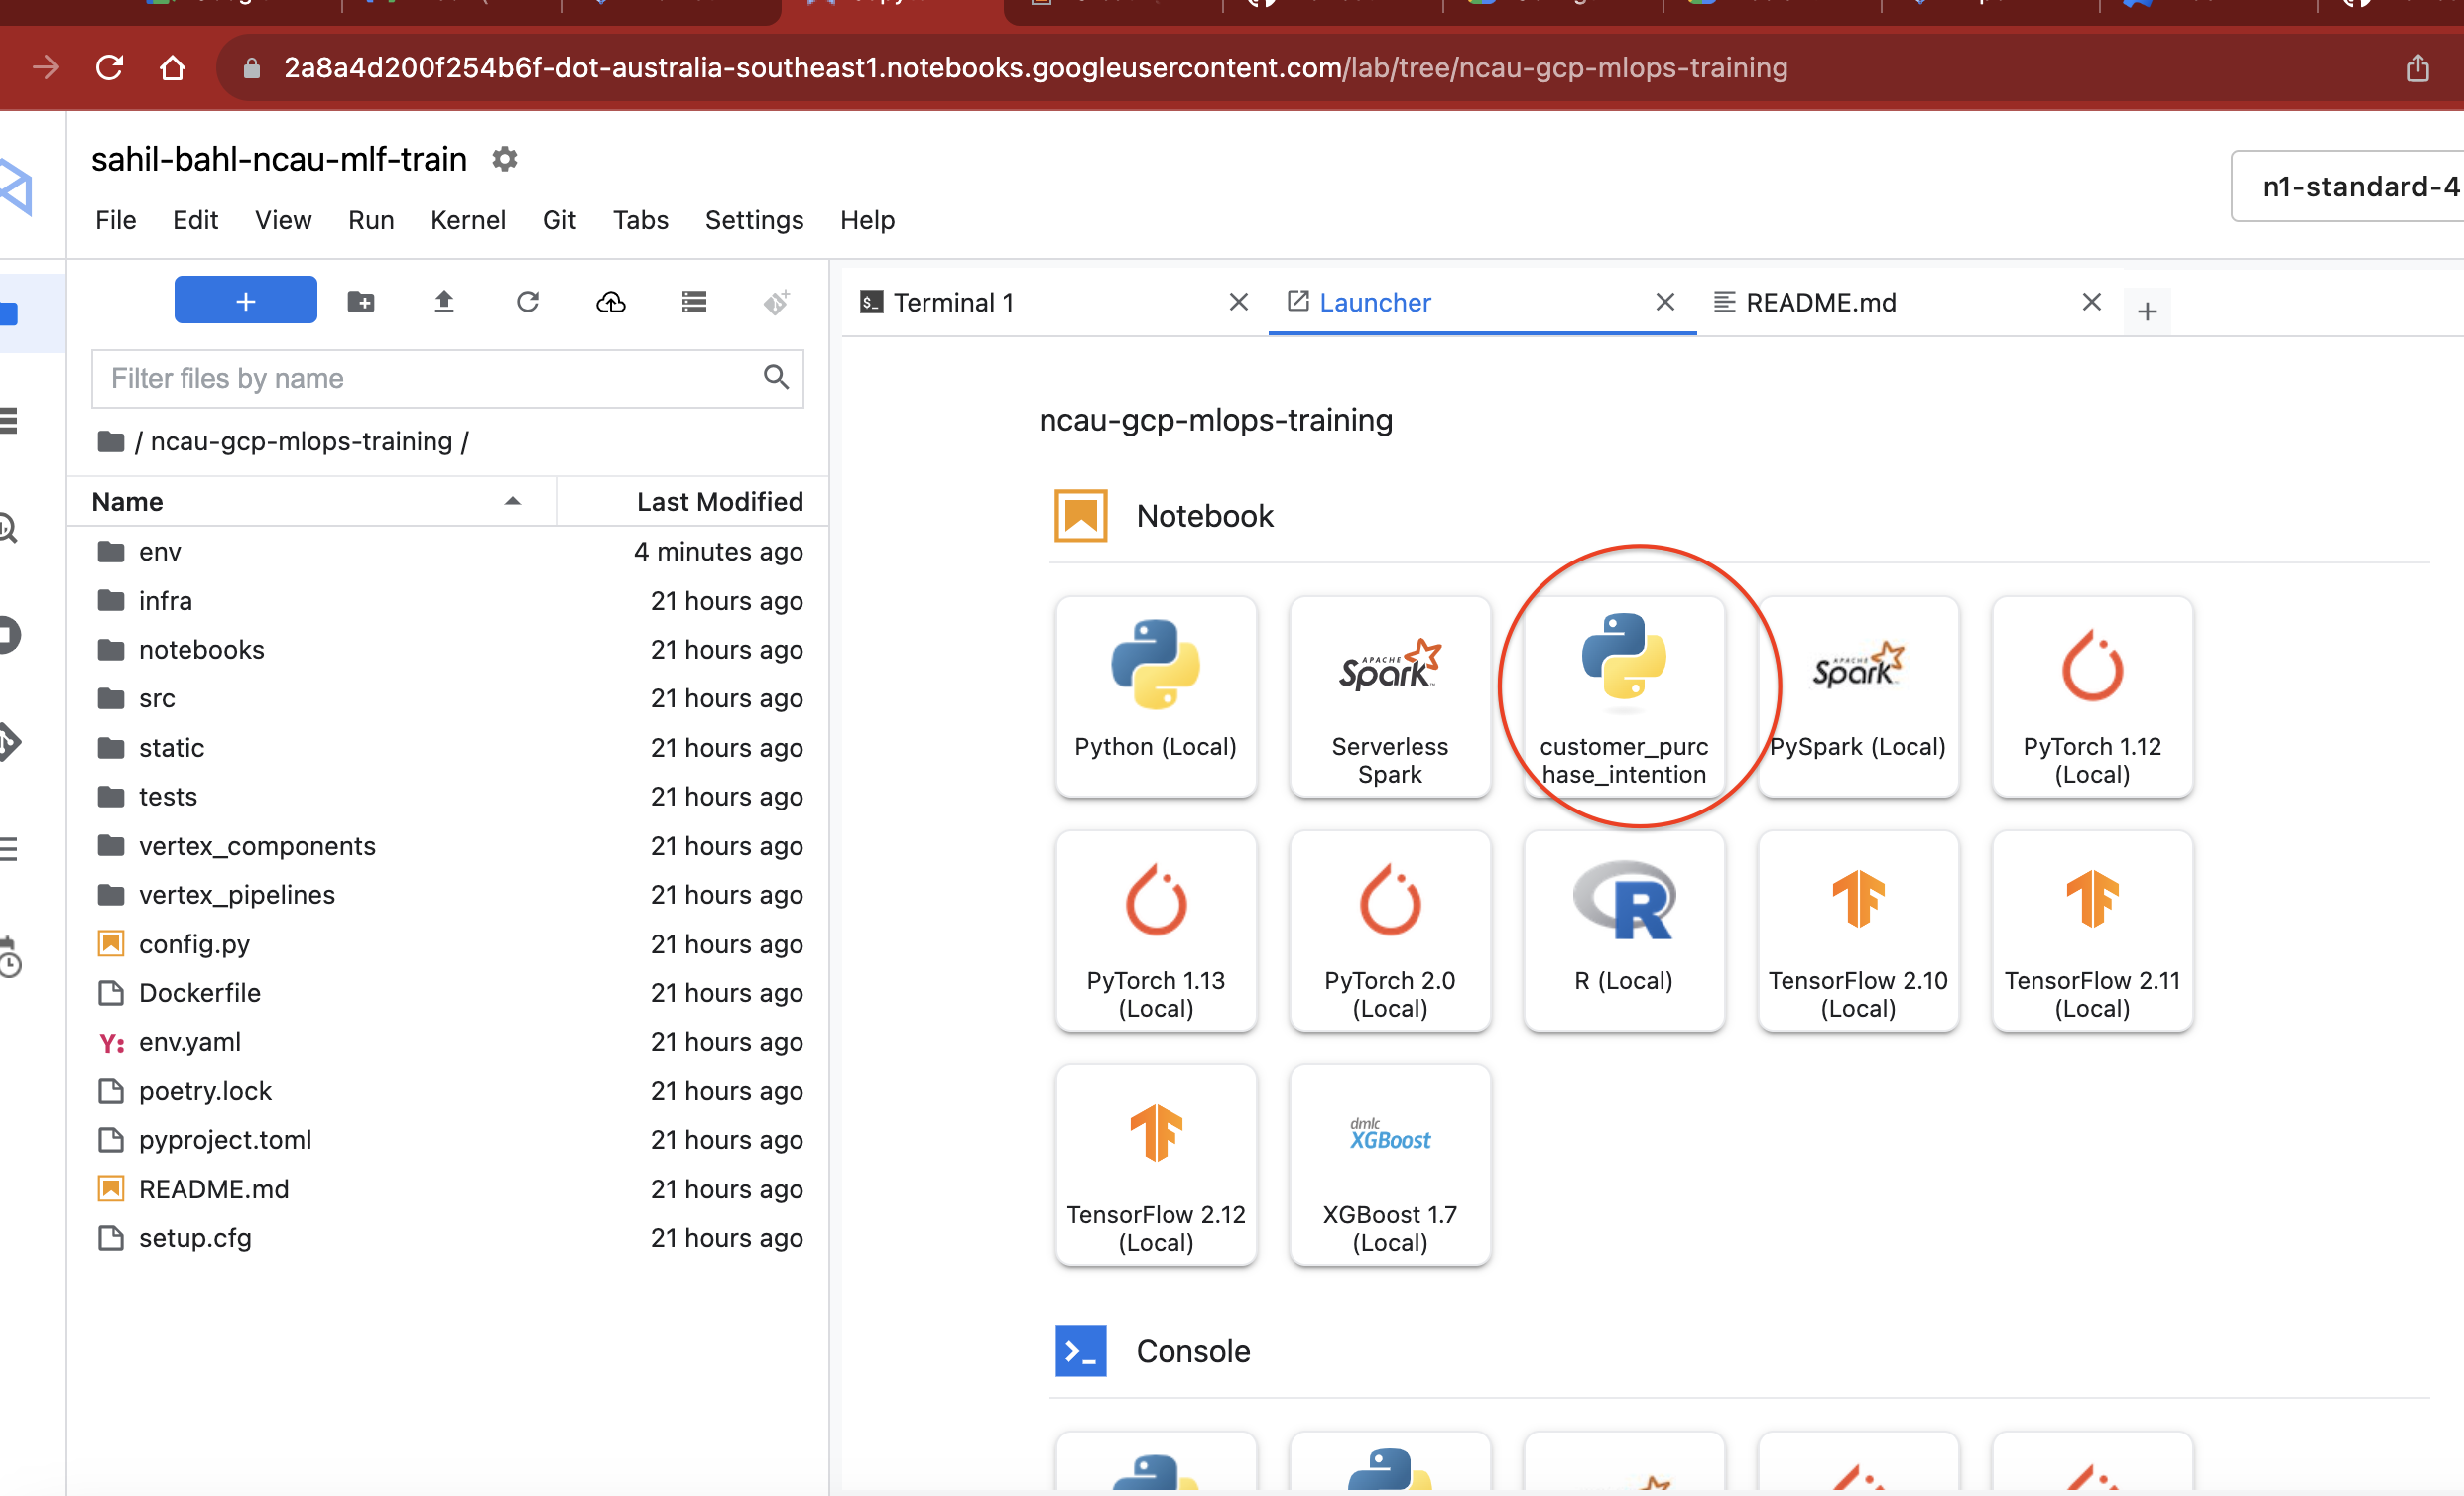 2a8a4d200f254b6f-dot-australia-southeast1.notebooks.googleusercontent.com/lab/tree/ncau-gcp-mlops-training
sahil-bahl-ncau-mlf-train
n1-standard-4
File Edit View Run Kernel Git Tabs Settings Help
Terminal 1
Launcher
README.md
Filter files by name
/ ncau-gcp-mlops-training /
Name Last Modified
env 4 minutes ago
infra 21 hours ago
notebooks 21 hours ago
src 21 hours ago
static 21 hours ago
tests 21 hours ago
vertex_components 21 hours ago
vertex_pipelines 21 hours ago
config.py 21 hours ago
Dockerfile 21 hours ago
Y: env.yaml 21 hours ago
poetry.lock 21 hours ago
pyproject.toml 21 hours ago
README.md 21 hours ago
setup.cfg 21 hours ago
ncau-gcp-mlops-training
Notebook
Python (Local)
APACHE
Spark
Serverless
Spark
customer_purc
hase_intention
APACHE
Spark
PySpark (Local)
PyTorch 1.12
(Local)
PyTorch 1.13
(Local)
PyTorch 2.0
(Local)
R
R (Local)
TensorFlow 2.10
(Local)
TensorFlow 2.11
(Local)
TensorFlow 2.12
(Local)
dmlc
XGBoost
XGBoost 1.7
(Local)
Console